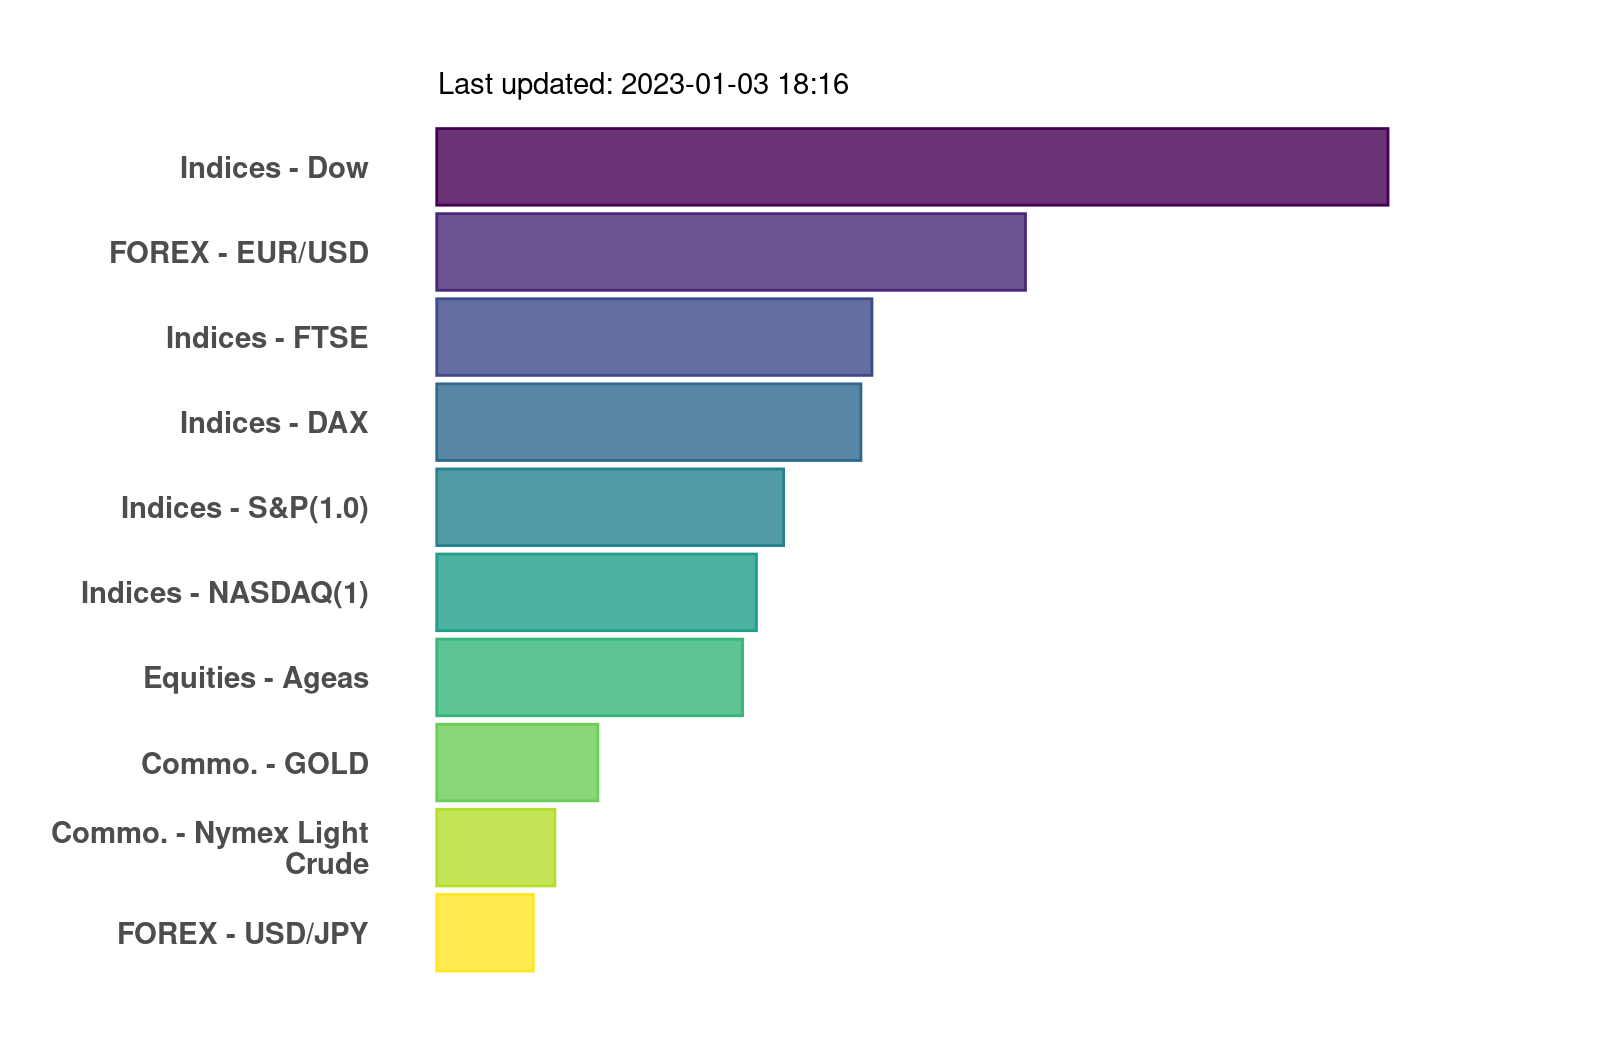 Last updated: 2023-01-03 18:16
Indices - Dow
FOREX - EUR/USD
Indices - FTSE
Indices - DAX
Indices - S&P(1.0)
Indices - NASDAQ(1)
Equities - Ageas
Commo. - GOLD
Commo. - Nymex Light
Crude
FOREX - USD/JPY